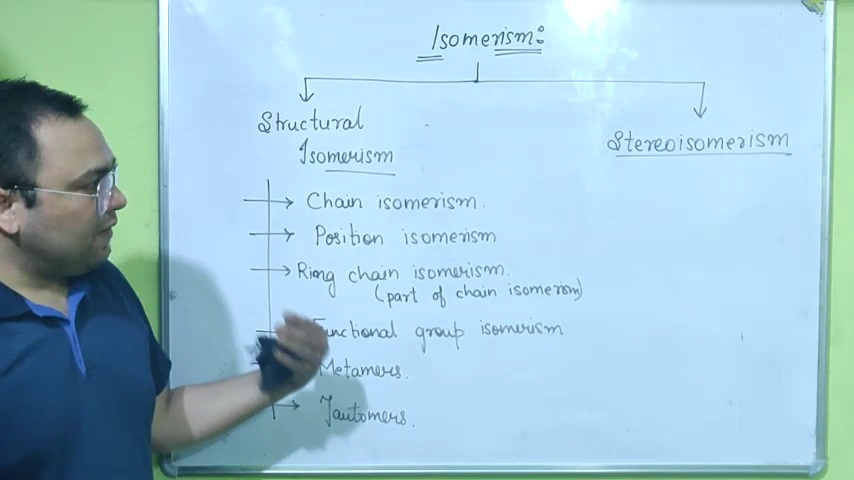 Isomerism:
Structural
Isomerism
Stereoisomerism
Chain isomerism.
Position isomerism
Ring chain isomerism.
(part of chain isomerism)
Functional group isomerism
Metamers.
Tautomers.